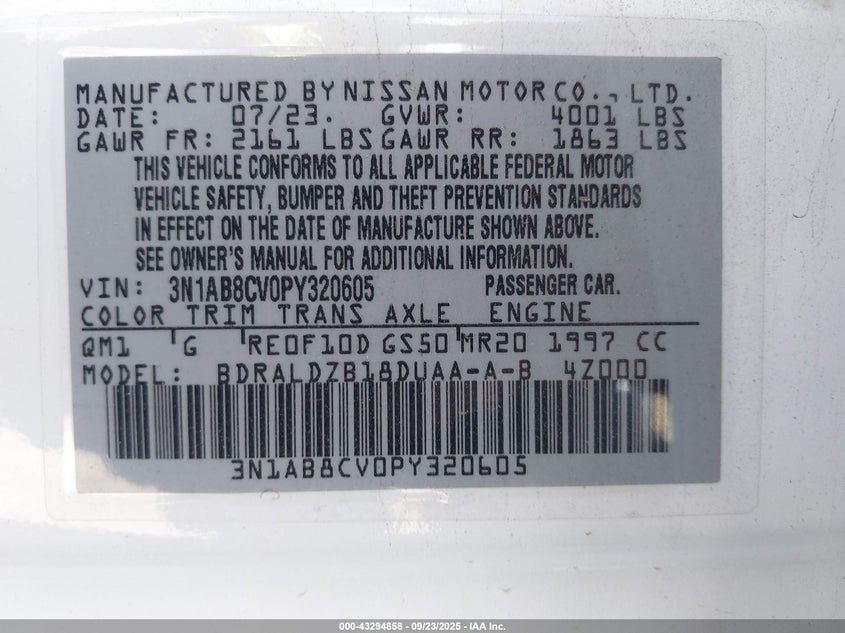 MANUFACTURED BY NISSAN MOTOR CO., LTD.
DATE: 07/23. GVWR: 4001 LBS
GAWR FR: 2161 LBS GAWR RR: 1863 LBS
THIS VEHICLE CONFORMS TO ALL APPLICABLE FEDERAL MOTOR
VEHICLE SAFETY, BUMPER AND THEFT PREVENTION STANDARDS
IN EFFECT ON THE DATE OF MANUFACTURE SHOWN ABOVE.
SEE OWNER'S MANUAL FOR ADDITIONAL INFORMATION.
VIN: 3N1AB8CV0PY320605 PASSENGER CAR.
COLOR TRIM TRANS AXLE ENGINE
QM1 G RE0F10D GS50 MR20 1997 CC
MODEL: BDRALDZB18DUAA-A-B 4Z000
3N1AB8CV0PY320605
000-43294858 - 09/23/2025 - IAA Inc.